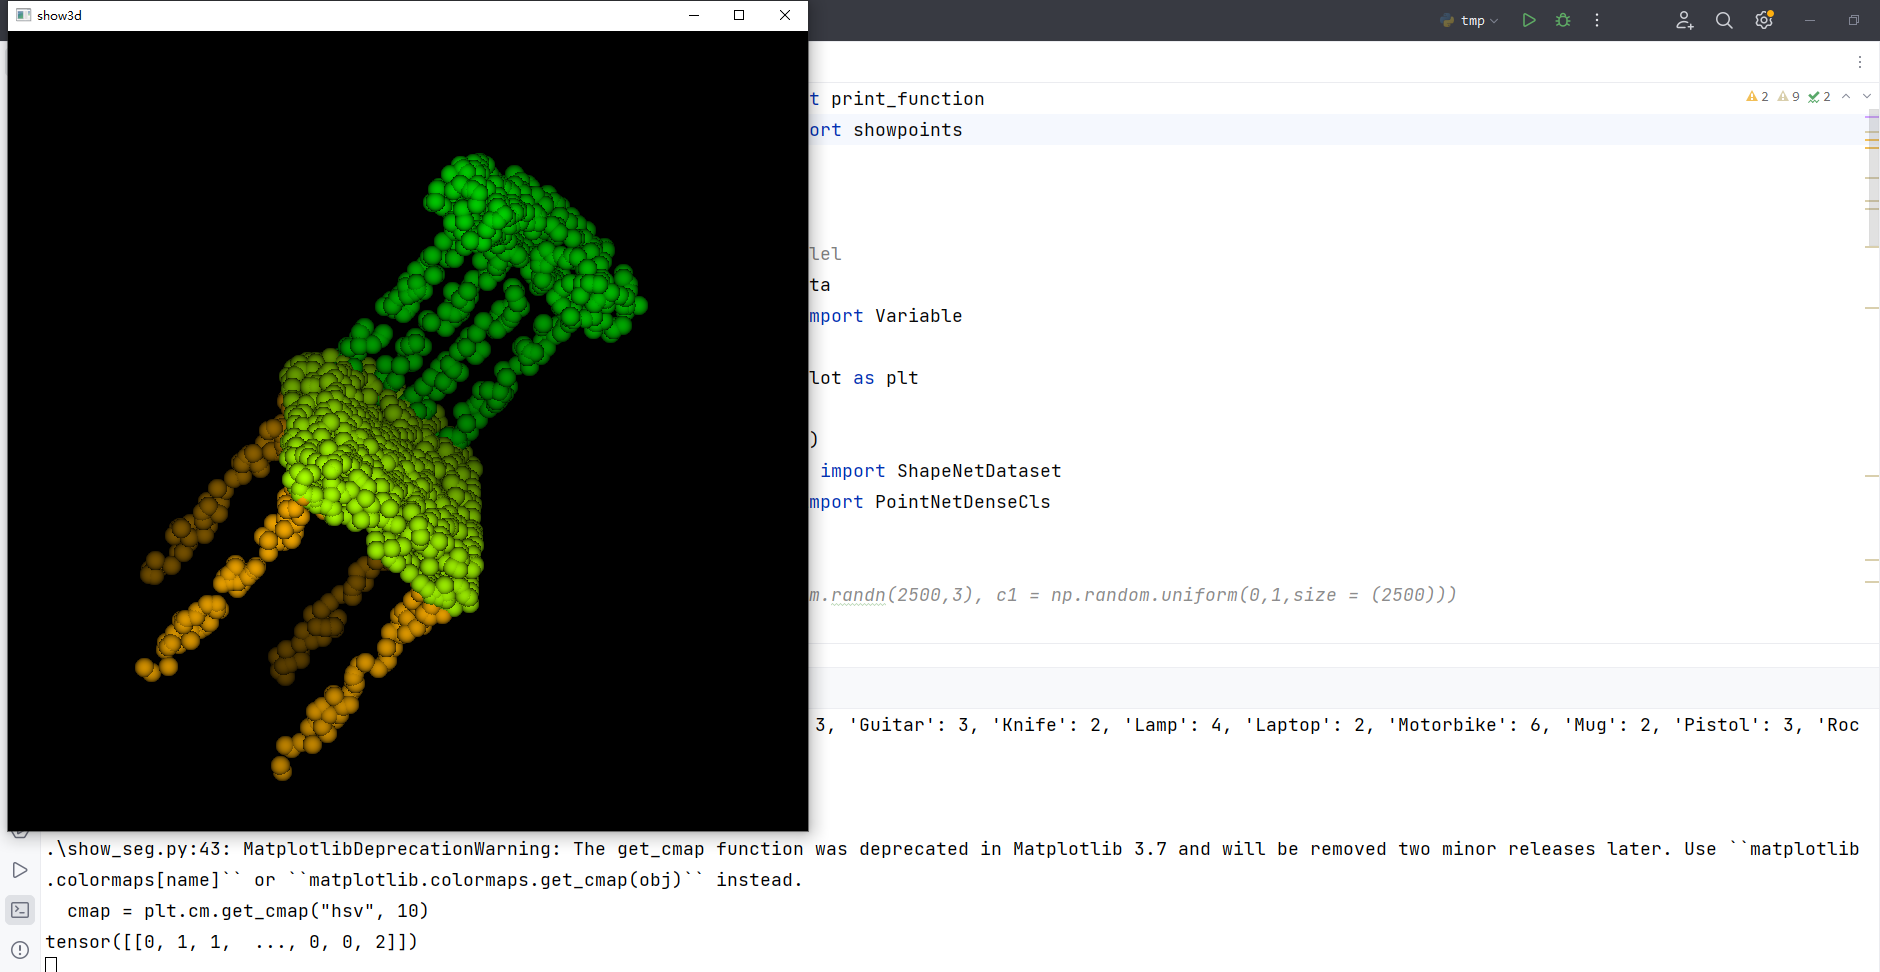 show3d
tmp
t print_function
2 9 2
ort showpoints
lel
ta
mport Variable
lot as plt
)
import ShapeNetDataset
mport PointNetDenseCls
m.randn(2500,3), c1 = np.random.uniform(0,1,size = (2500)))
3, 'Guitar': 3, 'Knife': 2, 'Lamp': 4, 'Laptop': 2, 'Motorbike': 6, 'Mug': 2, 'Pistol': 3, 'Roc
.\show_seg.py:43: MatplotlibDeprecationWarning: The get_cmap function was deprecated in Matplotlib 3.7 and will be removed two minor releases later. Use ``matplotlib
.colormaps[name]`` or ``matplotlib.colormaps.get_cmap(obj)`` instead.
cmap = plt.cm.get_cmap("hsv", 10)
tensor([[0, 1, 1,  ..., 0, 0, 2]])